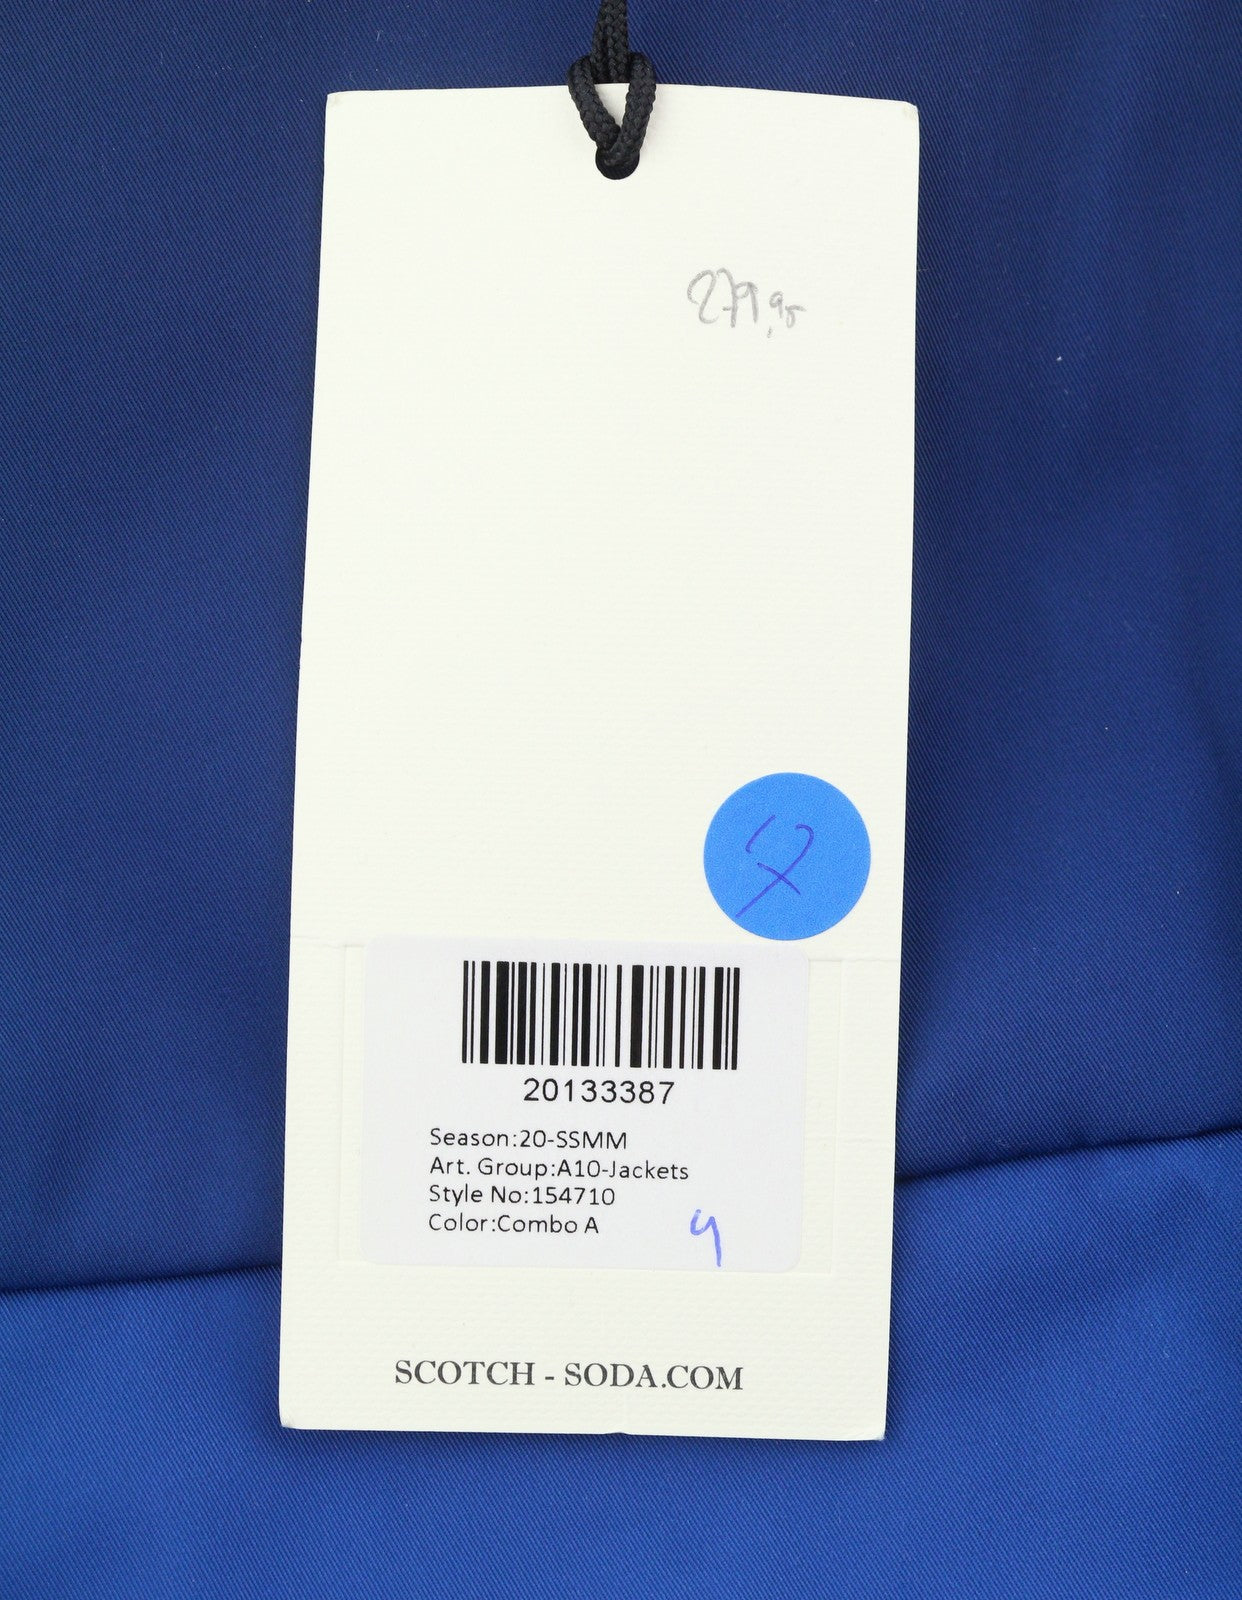 279,95
7
20133387
Season:20-SSMM
Art. Group:A10-Jackets
Style No:154710
Color:Combo A
SCOTCH - SODA.COM